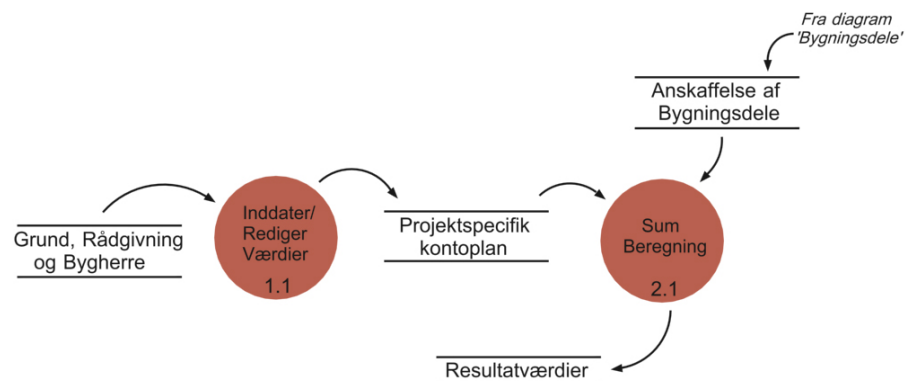 Fra diagram
'Bygningsdele'
Anskaffelse af
Bygningsdele
Inddater/
Rediger
Værdier
1.1
Grund, Rådgivning
og Bygherre
Projektspecifik
kontoplan
Sum
Beregning
2.1
Resultatværdier